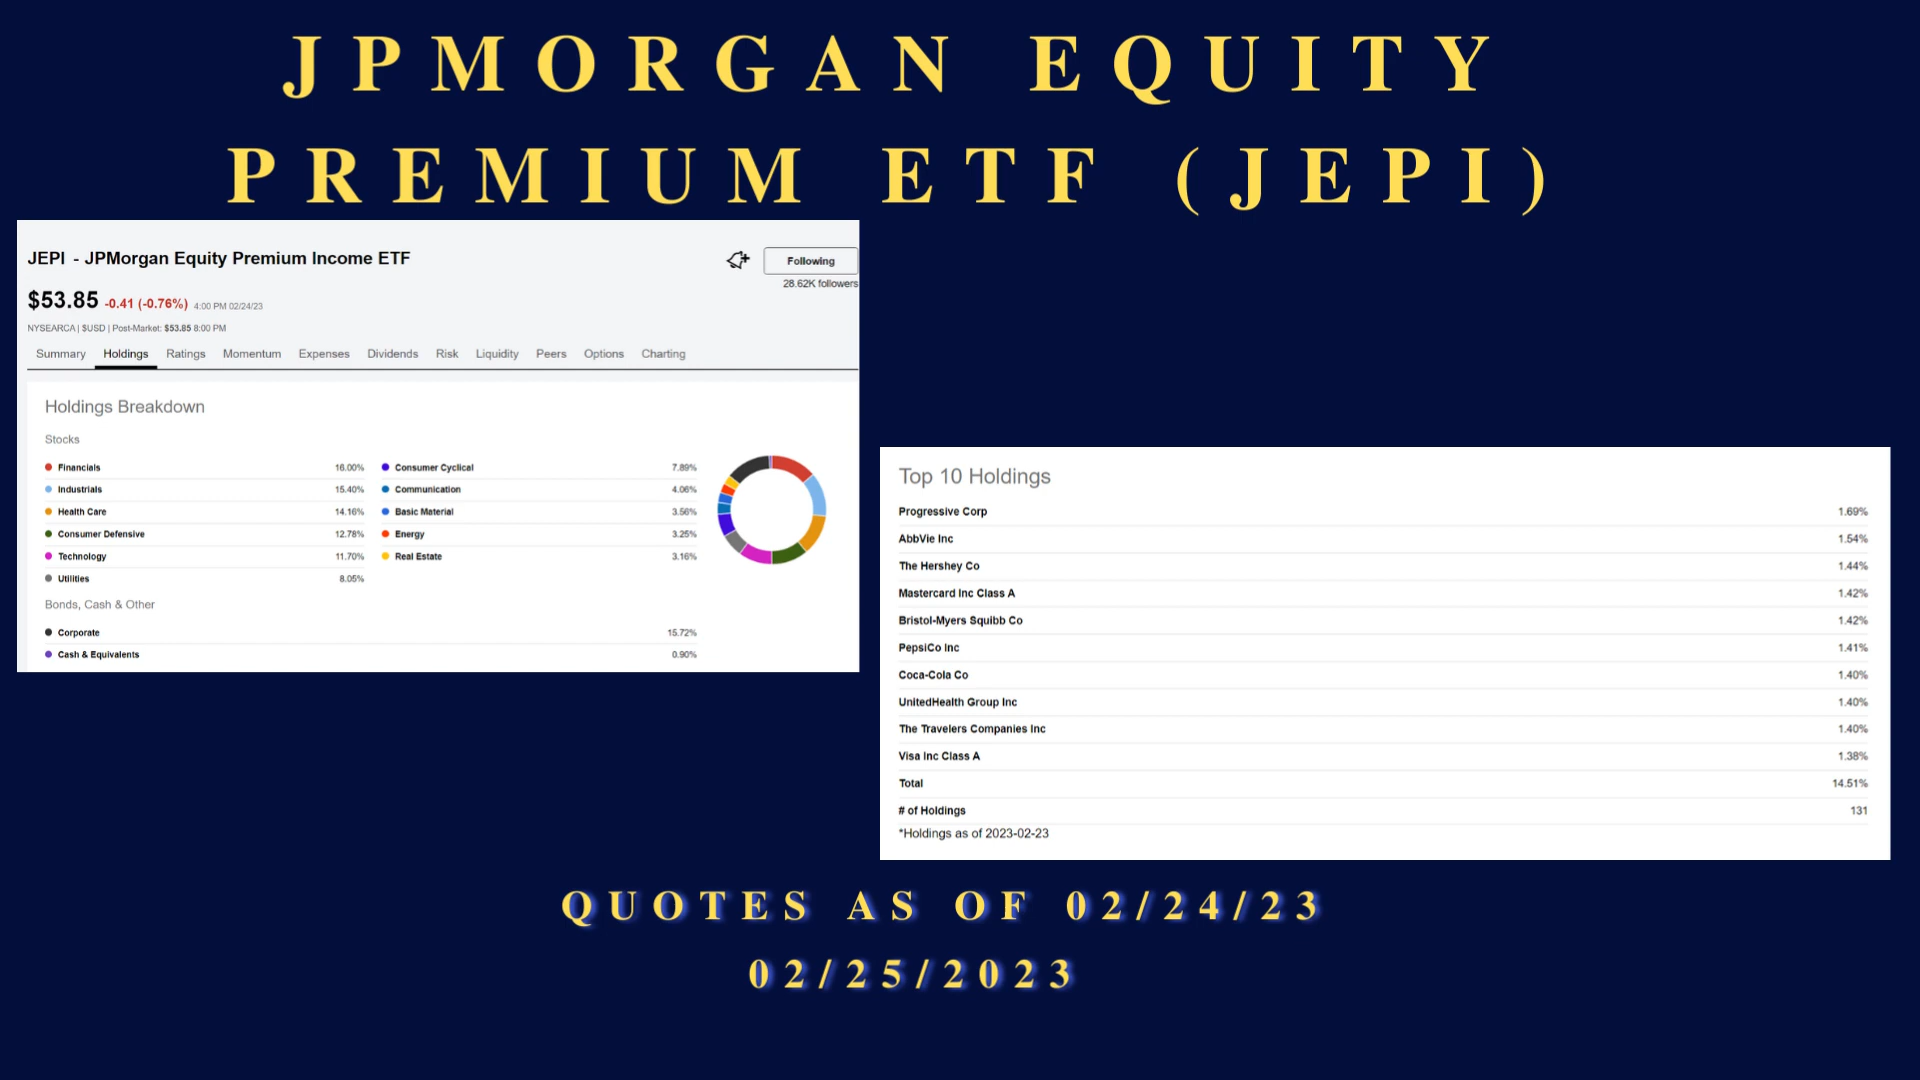 JPMORGAN EQUITY
PREMIUM ETF (JEPI)
JEPI - JPMorgan Equity Premium Income ETF
Following
28.62K followers
$53.85 -0.41 (-0.76%) 4:00 PM 02/24/23
NYSEARCA | $USD | Post-Market: $53.85 8:00 PM
Summary Holdings Ratings Momentum Expenses Dividends Risk Liquidity Peers Options Charting
Holdings Breakdown
Stocks
Financials 16.00% Consumer Cyclical 7.89%
Industrials 15.40% Communication 4.06%
Health Care 14.16% Basic Material 3.56%
Consumer Defensive 12.78% Energy 3.25%
Technology 11.70% Real Estate 3.16%
Utilities 8.05%
Bonds, Cash & Other
Corporate 15.72%
Cash & Equivalents 0.90%
Top 10 Holdings
Progressive Corp 1.69%
AbbVie Inc 1.54%
The Hershey Co 1.44%
Mastercard Inc Class A 1.42%
Bristol-Myers Squibb Co 1.42%
PepsiCo Inc 1.41%
Coca-Cola Co 1.40%
UnitedHealth Group Inc 1.40%
The Travelers Companies Inc 1.40%
Visa Inc Class A 1.38%
Total 14.51%
# of Holdings 131
*Holdings as of 2023-02-23
QUOTES AS OF 02/24/23
02/25/2023